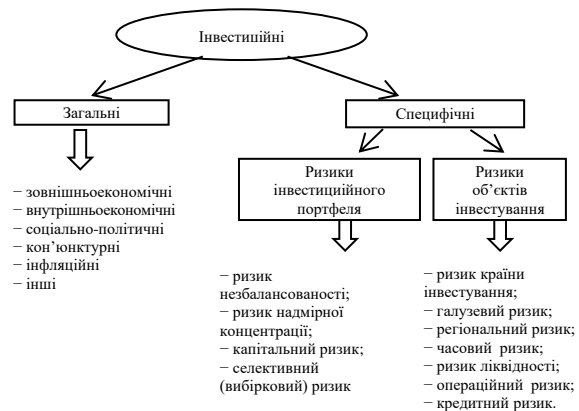 Інвестипійні
Загальні
Специфічні
− зовнішньоекономічні
− внутрішньоекономічні
− соціально-політичні
− кон’юнктурні
− інфляційні
− інші
Ризики
інвестиціийного
портфеля
Ризики
об’єктів
інвестування
− ризик
незбалансованості;
− ризик надмірної
концентрації;
− капітальний ризик;
− селективний
(вибірковий) ризик
− ризик країни
інвестування;
− галузевий ризик;
− регіональний ризик;
− часовий  ризик;
− ризик ліквідності;
− операційний  ризик;
− кредитний ризик.